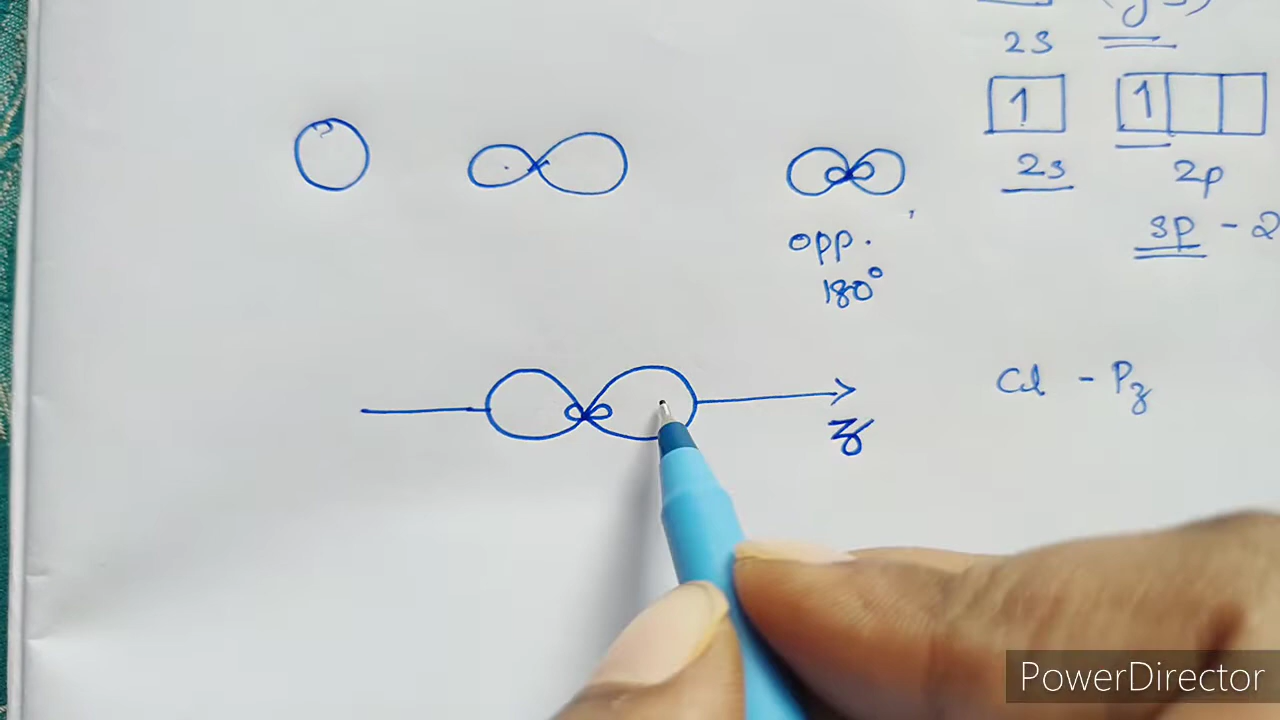 2s
1 1
2s 2p
sp - 2
opp.
180°
z
Cl - Pz
PowerDirector